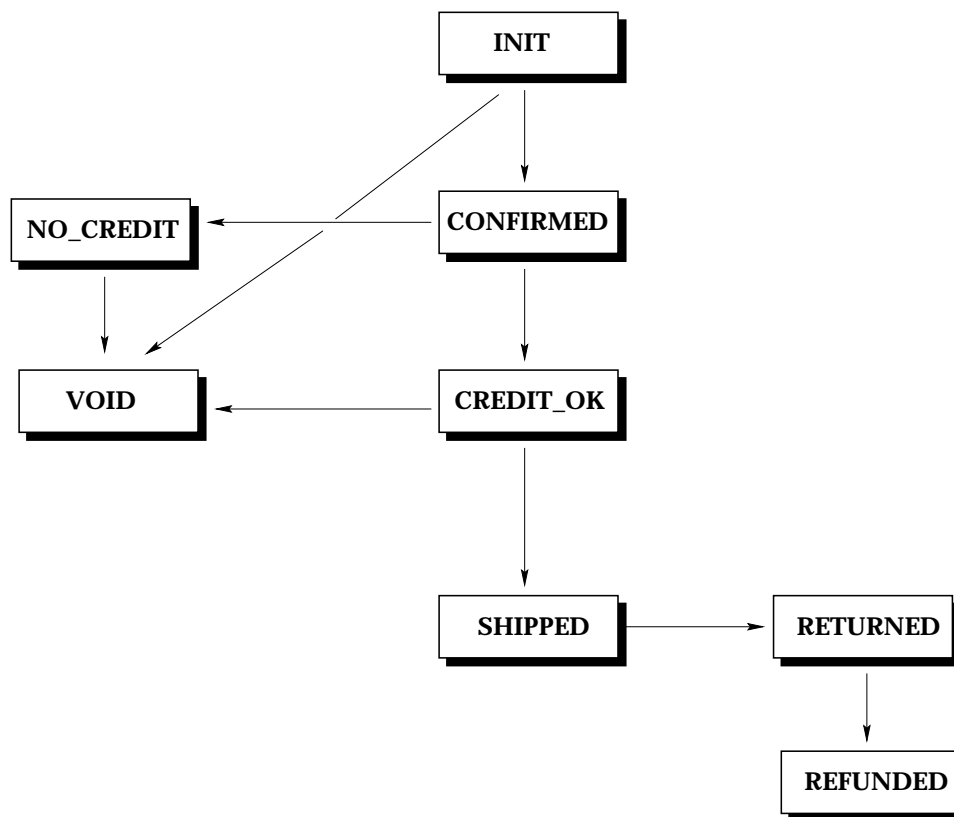 INIT
NO_CREDIT
CONFIRMED
VOID
CREDIT_OK
SHIPPED
RETURNED
REFUNDED